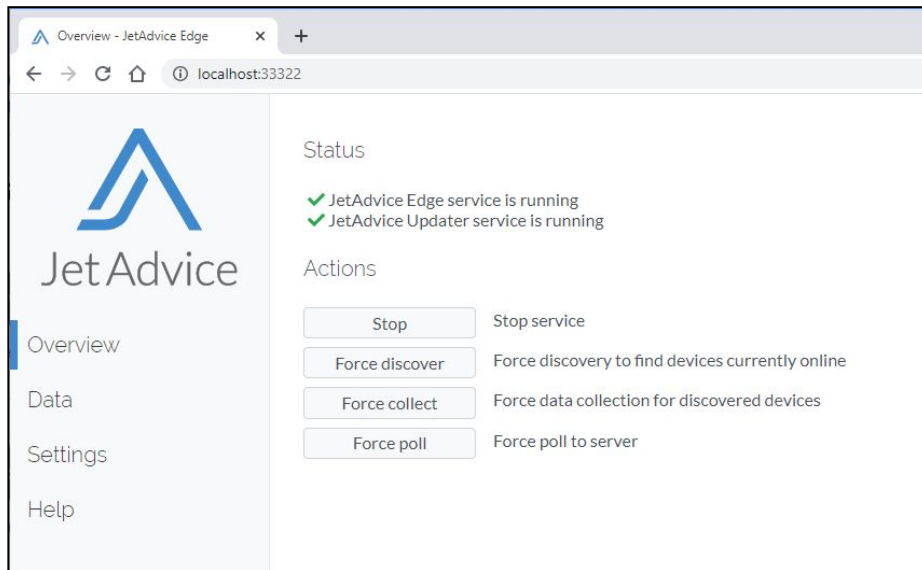 Overview - JetAdvice Edge
localhost:33322
JetAdvice
Overview
Data
Settings
Help
Status
JetAdvice Edge service is running
JetAdvice Updater service is running
Actions
Stop Stop service
Force discover Force discovery to find devices currently online
Force collect Force data collection for discovered devices
Force poll Force poll to server